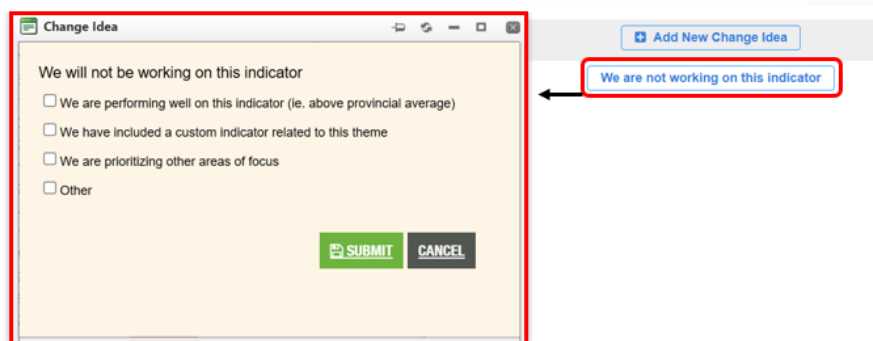 Change Idea
We will not be working on this indicator
We are performing well on this indicator (ie. above provincial average)
We have included a custom indicator related to this theme
We are prioritizing other areas of focus
Other
SUBMIT
CANCEL
Add New Change Idea
We are not working on this indicator